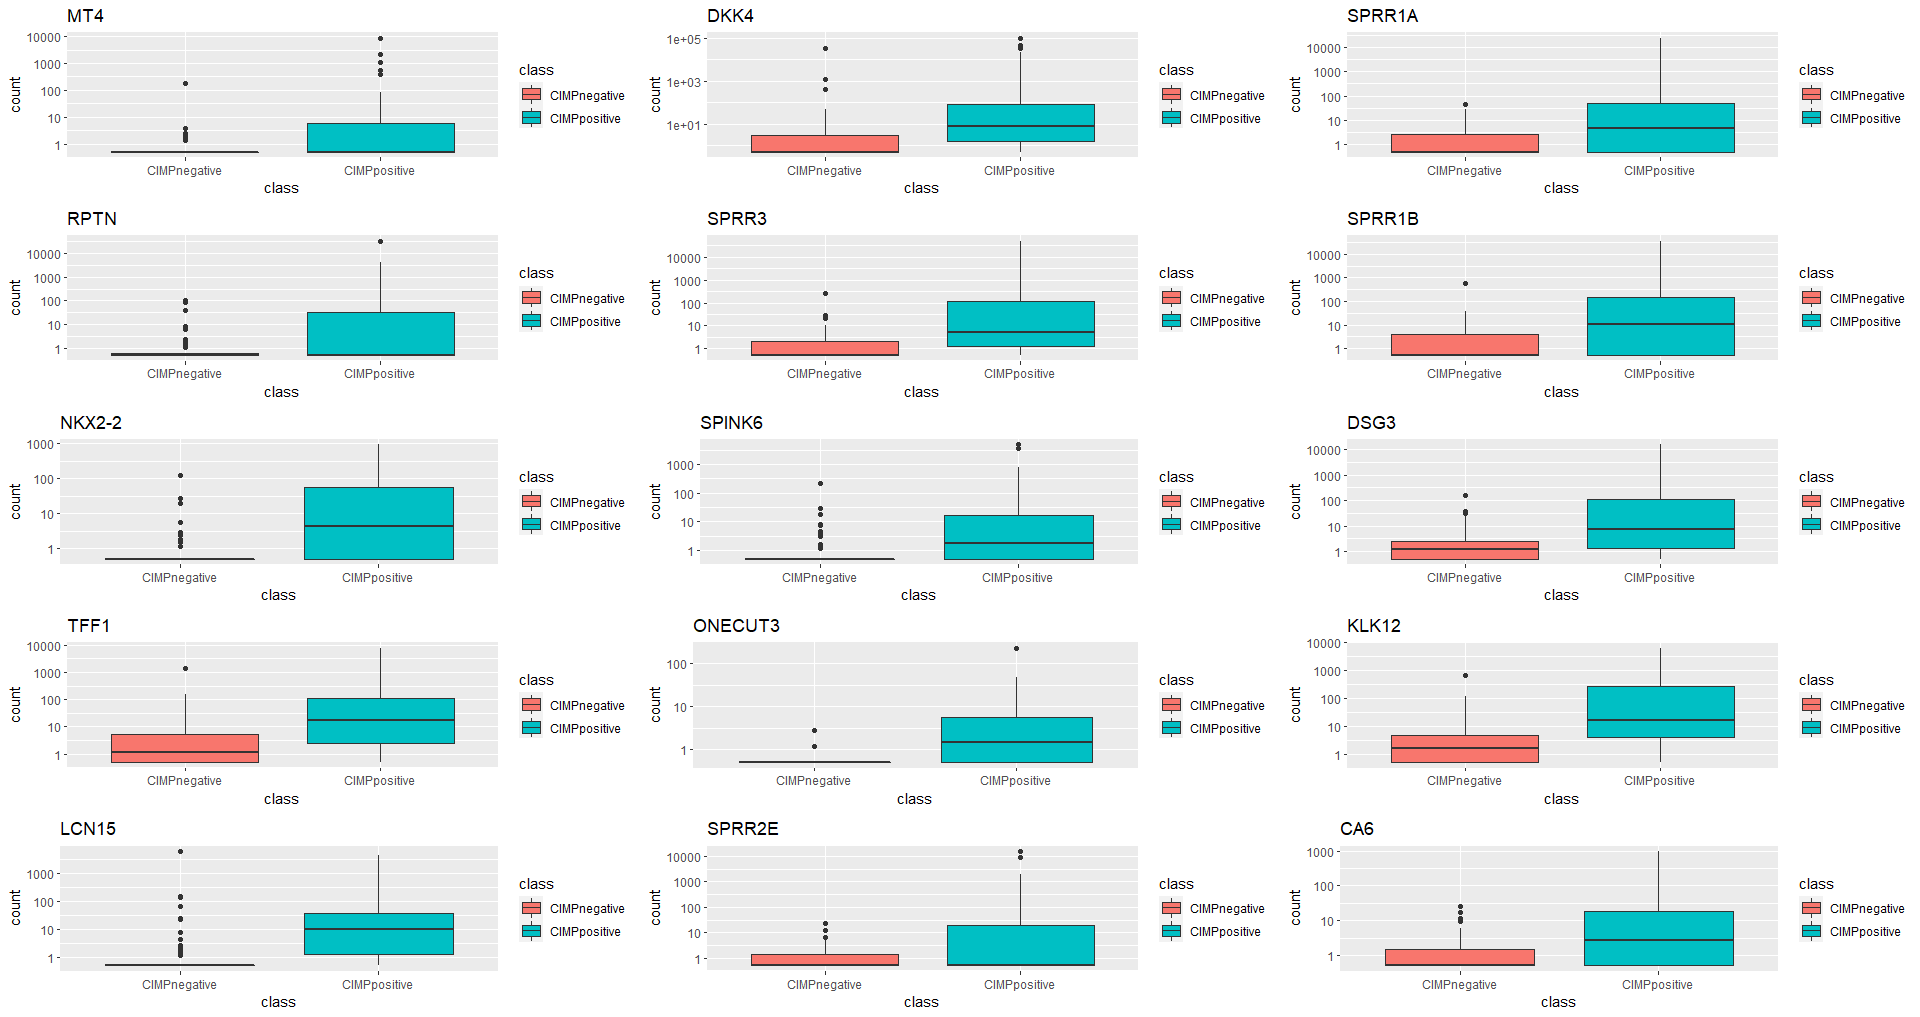 MT4
10000
1000
100
10
1
count
CIMPnegative CIMPpositive
class
class
CIMPnegative
CIMPpositive
DKK4
1e+05
1e+03
1e+01
count
CIMPnegative CIMPpositive
class
class
CIMPnegative
CIMPpositive
SPRR1A
10000
1000
100
10
1
count
CIMPnegative CIMPpositive
class
class
CIMPnegative
CIMPpositive
RPTN
10000
1000
100
10
1
count
CIMPnegative CIMPpositive
class
class
CIMPnegative
CIMPpositive
SPRR3
10000
1000
100
10
1
count
CIMPnegative CIMPpositive
class
class
CIMPnegative
CIMPpositive
SPRR1B
10000
1000
100
10
1
count
CIMPnegative CIMPpositive
class
class
CIMPnegative
CIMPpositive
NKX2-2
1000
100
10
1
count
CIMPnegative CIMPpositive
class
class
CIMPnegative
CIMPpositive
SPINK6
1000
100
10
1
count
CIMPnegative CIMPpositive
class
class
CIMPnegative
CIMPpositive
DSG3
10000
1000
100
10
1
count
CIMPnegative CIMPpositive
class
class
CIMPnegative
CIMPpositive
TFF1
10000
1000
100
10
1
count
CIMPnegative CIMPpositive
class
class
CIMPnegative
CIMPpositive
ONECUT3
100
10
1
count
CIMPnegative CIMPpositive
class
class
CIMPnegative
CIMPpositive
KLK12
10000
1000
100
10
1
count
CIMPnegative CIMPpositive
class
class
CIMPnegative
CIMPpositive
LCN15
1000
100
10
1
count
CIMPnegative CIMPpositive
class
class
CIMPnegative
CIMPpositive
SPRR2E
10000
1000
100
10
1
count
CIMPnegative CIMPpositive
class
class
CIMPnegative
CIMPpositive
CA6
1000
100
10
1
count
CIMPnegative CIMPpositive
class
class
CIMPnegative
CIMPpositive